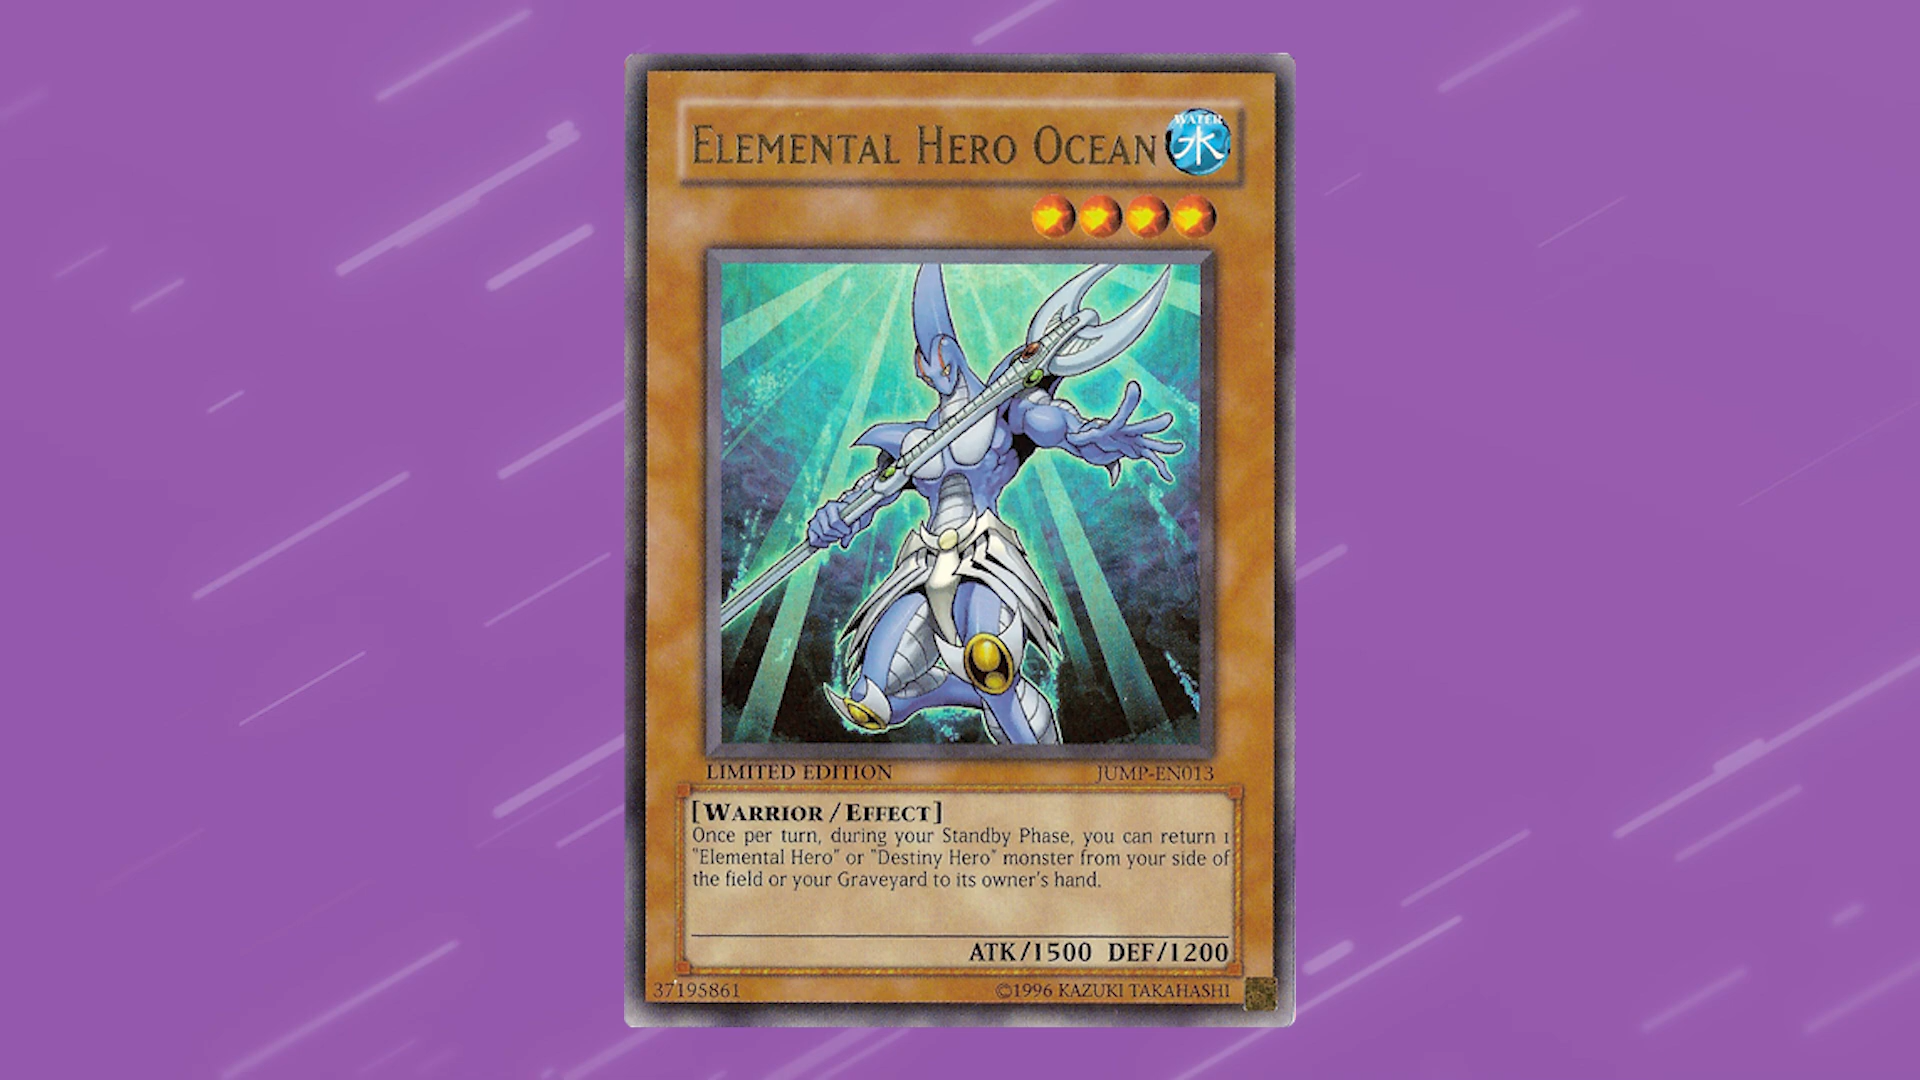 Elemental Hero Ocean
WATER
水
LIMITED EDITION
JUMP-EN013
[Warrior / Effect]
Once per turn, during your Standby Phase, you can return 1
"Elemental Hero" or "Destiny Hero" monster from your side of
the field or your Graveyard to its owner's hand.
ATK/1500 DEF/1200
37195861
©1996 KAZUKI TAKAHASHI